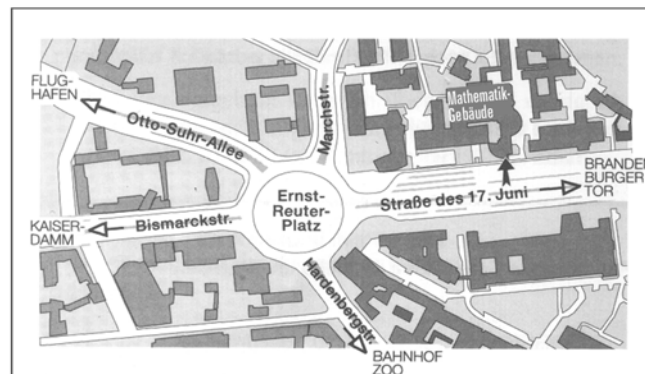 FLUG-
HAFEN
Otto-Suhr-Allee
Marchstr.
Mathematik-
Gebäude
BRANDEN
BURGER
TOR
Straße des 17. Juni
Ernst-
Reuter-
Platz
KAISER-
DAMM
Bismarckstr.
Hardenbergstr.
BAHNHOF
ZOO